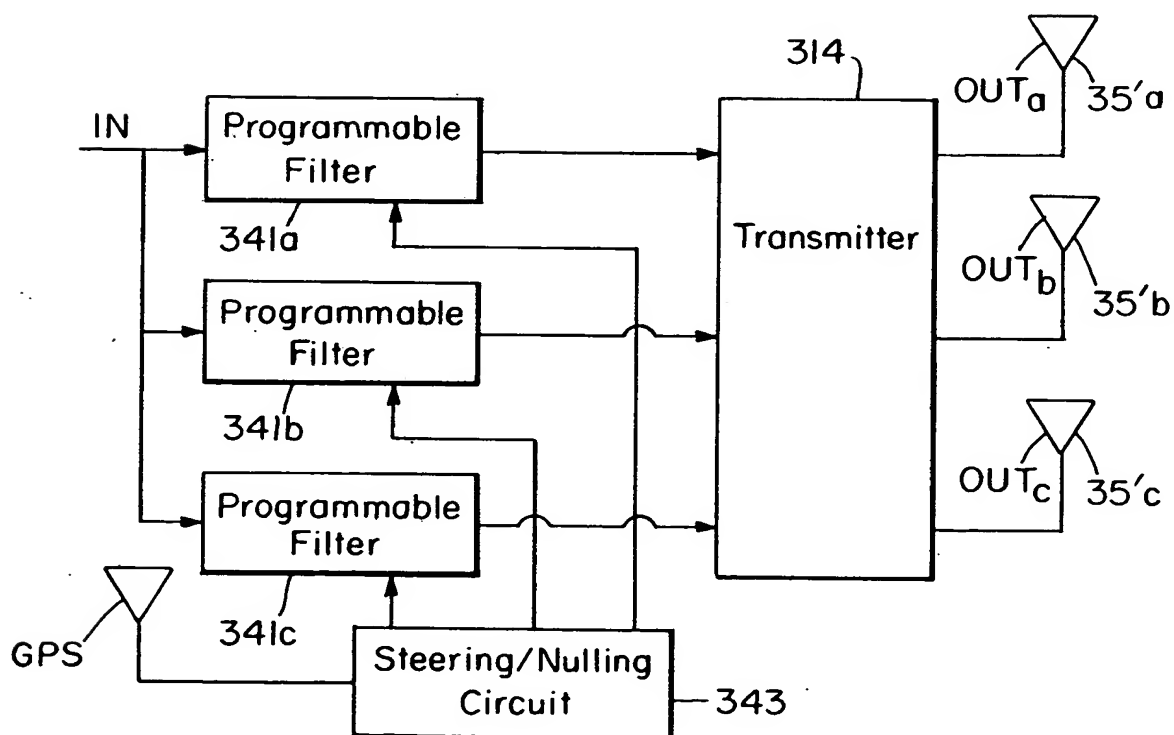 314
OUTa
35'a
IN
Programmable
Filter
341a
Transmitter
OUTb
35'b
Programmable
Filter
341b
OUTc
35'c
Programmable
Filter
341c
GPS
Steering/Nulling
Circuit
343